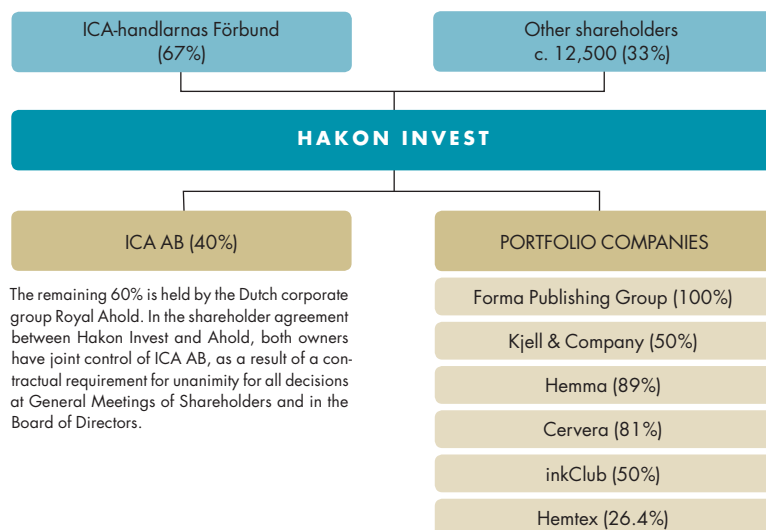 ICA-handlarnas Förbund
(67%)
Other shareholders
c. 12,500 (33%)
HAKON INVEST
ICA AB (40%)
The remaining 60% is held by the Dutch corporate
group Royal Ahold. In the shareholder agreement
between Hakon Invest and Ahold, both owners
have joint control of ICA AB, as a result of a con-
tractual requirement for unanimity for all decisions
at General Meetings of Shareholders and in the
Board of Directors.
PORTFOLIO COMPANIES
Forma Publishing Group (100%)
Kjell & Company (50%)
Hemma (89%)
Cervera (81%)
inkClub (50%)
Hemtex (26.4%)